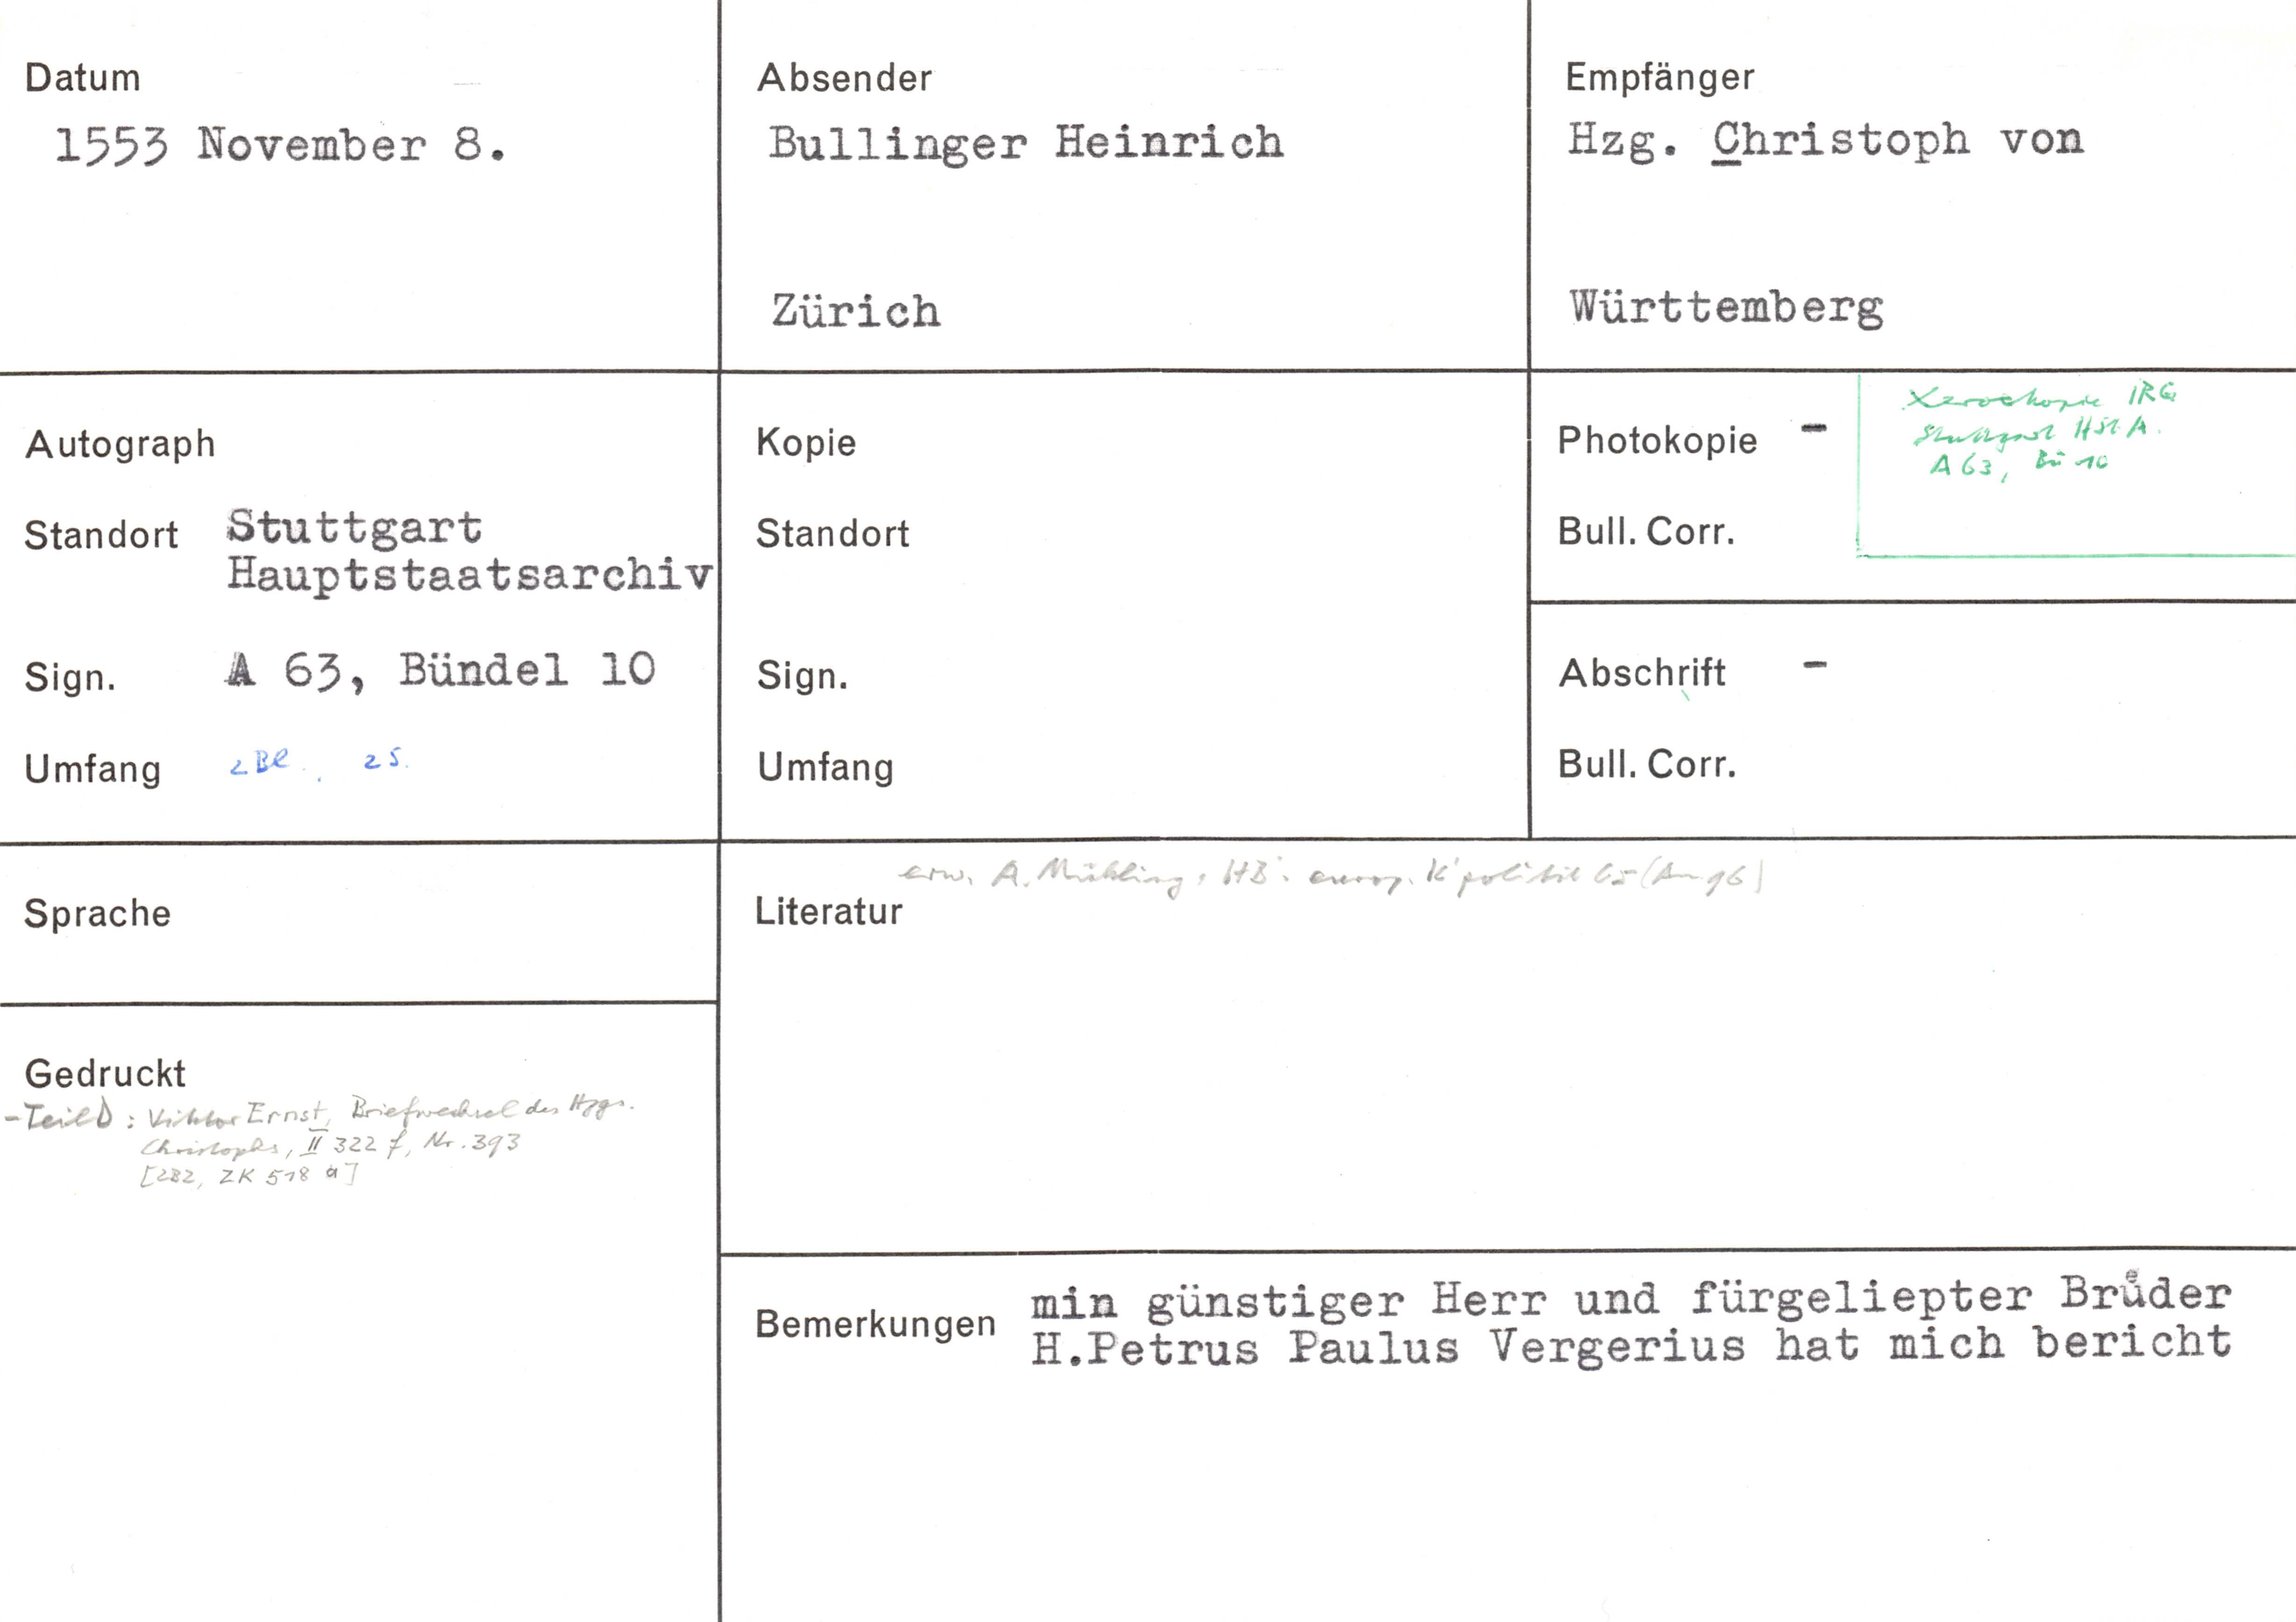 Datum
1553 November 8.
Absender
Bullinger Heinrich
Zürich
Empfänger
Hzg. Christoph von
Württemberg
Autograph
Standort Stuttgart
Hauptstaatsarchiv
Sign. A 63, Bündel 10
Umfang 2 Bl., 2 S.
Kopie
Standort
Sign.
Umfang
Photokopie -
Bull. Corr.
Xerokopie IRG
Stuttgart HStA.
A 63, Bü 10
Abschrift -
Bull. Corr.
Sprache
Gedruckt
-Teild: Viktor Ernst, Briefwechsel des Hzgs.
Christophs, II 322 f, Nr. 393
[282, ZK 518 a]
erw. A. Mühling, HB's europ. K'politik 65 (Anm 96)
Literatur
Bemerkungen min günstiger Herr und fürgeliepter Brůder
H.Petrus Paulus Vergerius hat mich bericht